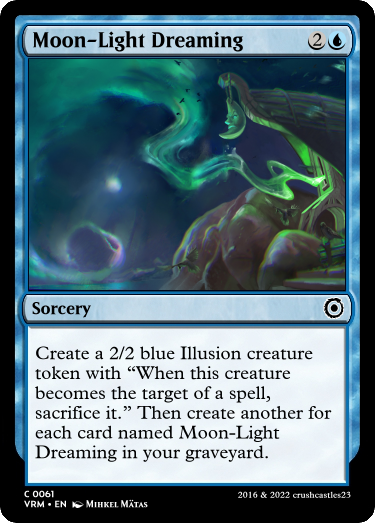 Moon-Light Dreaming 2
Sorcery
Create a 2/2 blue Illusion creature
token with “When this creature
becomes the target of a spell,
sacrifice it.” Then create another for
each card named Moon-Light
Dreaming in your graveyard.
C 0061
VRM • EN Mihkel Mätas
2016 & 2022 crushcastles23